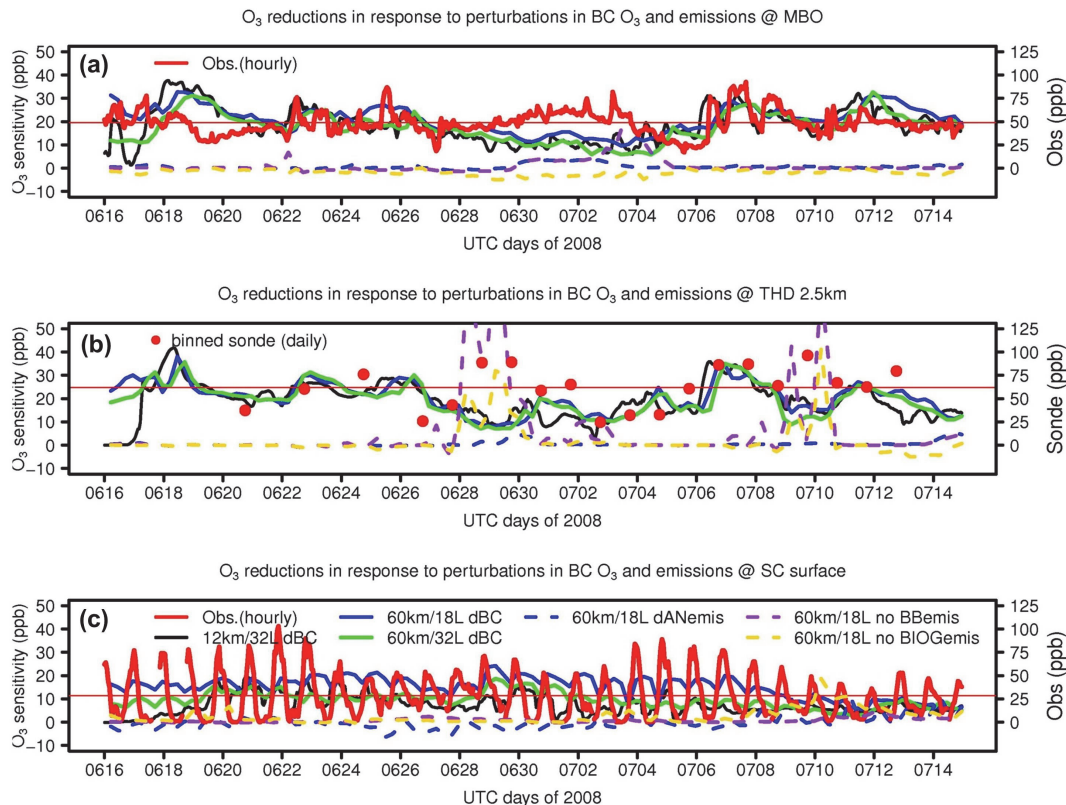 O3 reductions in response to perturbations in BC O3 and emissions @ MBO
(a)
Obs.(hourly)
O3 sensitivity (ppb)
50
40
30
20
10
0
−10
125
100
75
50
25
0
Obs (ppb)
0616 0618 0620 0622 0624 0626 0628 0630 0702 0704 0706 0708 0710 0712 0714
UTC days of 2008
O3 reductions in response to perturbations in BC O3 and emissions @ THD 2.5km
(b)
binned sonde (daily)
O3 sensitivity (ppb)
50
40
30
20
10
0
−10
125
100
75
50
25
0
Sonde (ppb)
0616 0618 0620 0622 0624 0626 0628 0630 0702 0704 0706 0708 0710 0712 0714
UTC days of 2008
O3 reductions in response to perturbations in BC O3 and emissions @ SC surface
(c)
Obs.(hourly) 60km/18L dBC 60km/18L dANemis 60km/18L no BBemis
12km/32L dBC 60km/32L dBC 60km/18L no BIOGemis
O3 sensitivity (ppb)
50
40
30
20
10
0
−10
125
100
75
50
25
0
Obs (ppb)
0616 0618 0620 0622 0624 0626 0628 0630 0702 0704 0706 0708 0710 0712 0714
UTC days of 2008